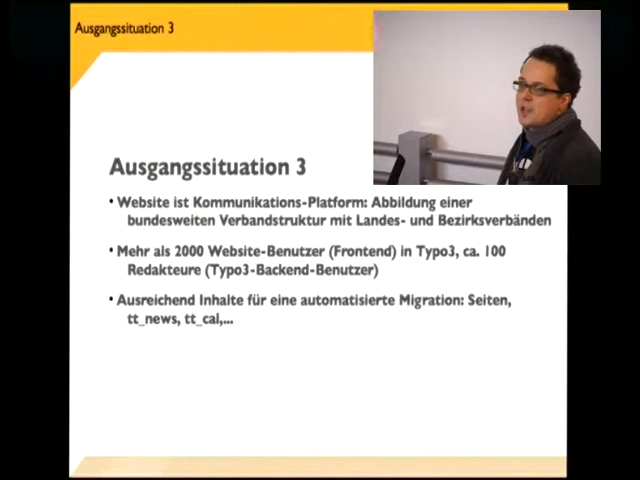 Ausgangssituation 3
Ausgangssituation 3
• Website ist Kommunikations-Platform: Abbildung einer
bundesweiten Verbandstruktur mit Landes- und Bezirksverbänden
• Mehr als 2000 Website-Benutzer (Frontend) in Typo3, ca. 100
Redakteure (Typo3-Backend-Benutzer)
• Ausreichend Inhalte für eine automatisierte Migration: Seiten,
tt_news, tt_cal,...